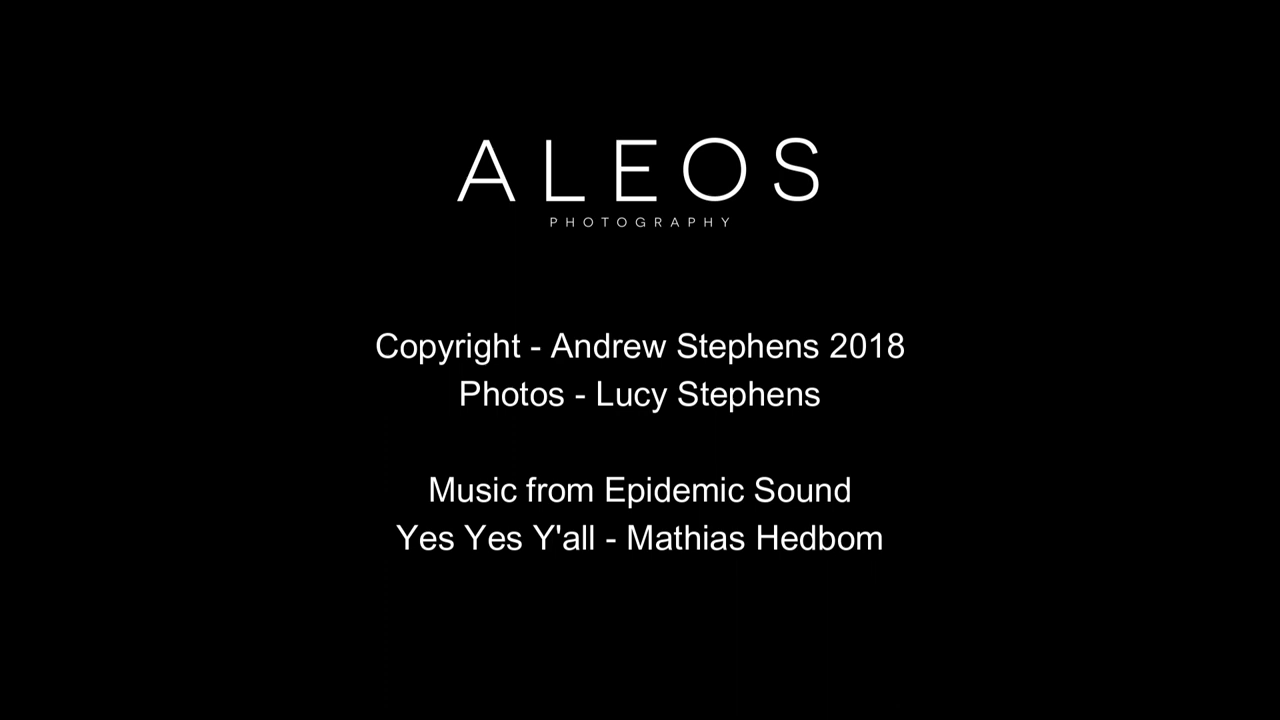 ALEOS
PHOTOGRAPHY
Copyright - Andrew Stephens 2018
Photos - Lucy Stephens
Music from Epidemic Sound
Yes Yes Y'all - Mathias Hedbom